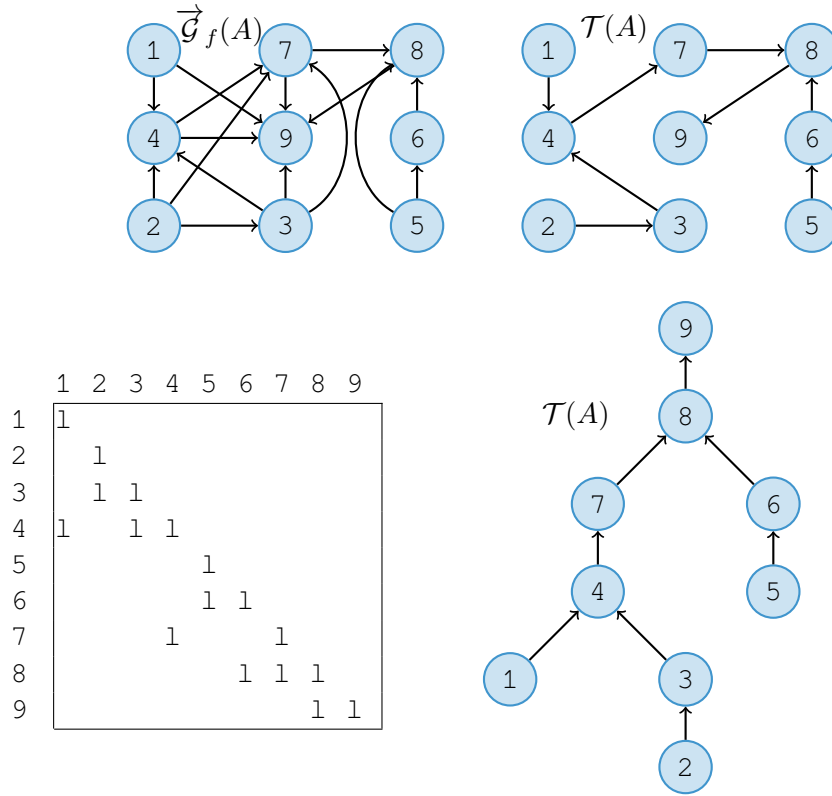 1 𝒢⃗ f(A) 7 8
4 9 6
2 3 5
1 𝒯(A) 7 8
4 9 6
2 3 5
1 2 3 4 5 6 7 8 9
1 l
2 l
3 l l
4 l l l
5 l
6 l l
7 l l
8 l l l
9 l l
9
𝒯(A) 8
7 6
4 5
1 3
2